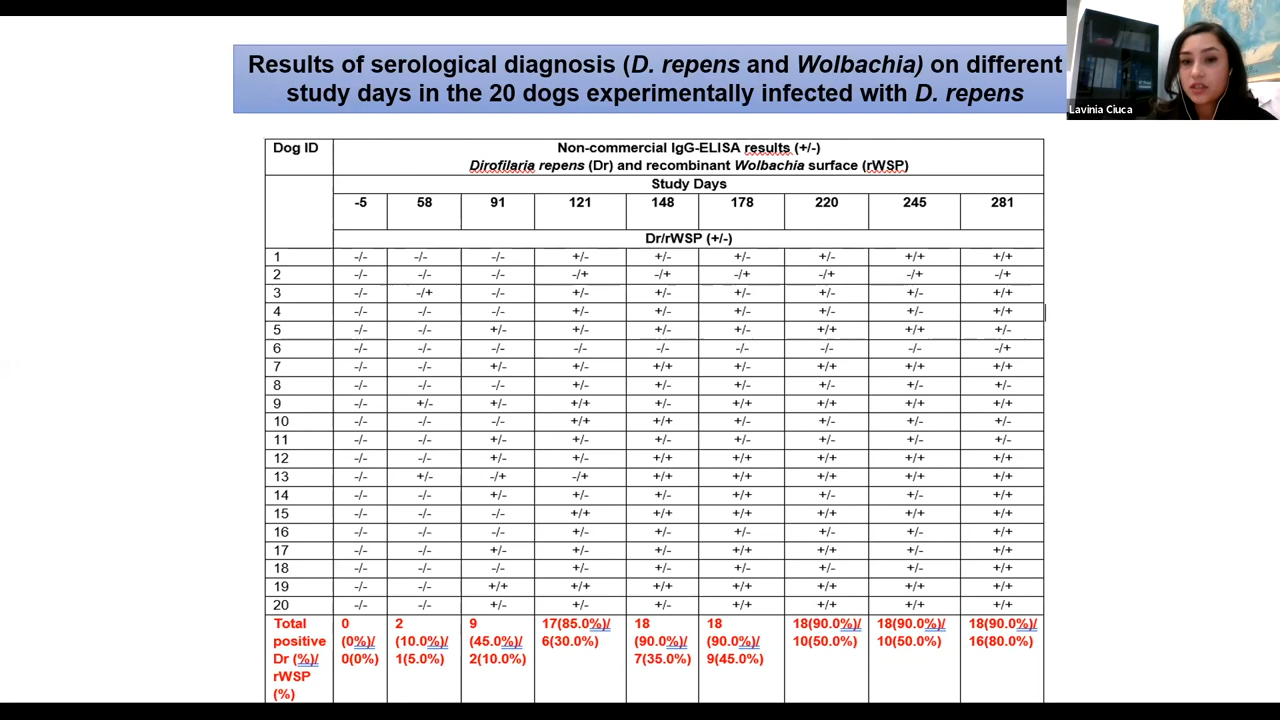 Results of serological diagnosis (D. repens and Wolbachia) on different
study days in the 20 dogs experimentally infected with D. repens
Lavinia Ciuca
Dog ID Non-commercial IgG-ELISA results (+/-)
Dirofilaria repens (Dr) and recombinant Wolbachia surface (rWSP)
Study Days
-5 58 91 121 148 178 220 245 281
Dr/rWSP (+/-)
1 -/- -/- -/- +/- +/- +/- +/- +/+ +/+
2 -/- -/- -/- -/+ -/+ -/+ -/+ -/+ -/+
3 -/- -/+ -/- +/- +/- +/- +/- +/- +/+
4 -/- -/- -/- +/- +/- +/- +/- +/- +/+
5 -/- -/- +/- +/- +/- +/- +/+ +/+ +/-
6 -/- -/- -/- -/- -/- -/- -/- -/- -/+
7 -/- -/- +/- +/- +/+ +/- +/+ +/+ +/+
8 -/- -/- -/- +/- +/- +/- +/- +/- +/-
9 -/- +/- +/- +/+ +/- +/+ +/+ +/+ +/+
10 -/- -/- -/- +/+ +/+ +/- +/- +/- +/-
11 -/- -/- +/- +/- +/- +/- +/- +/- +/-
12 -/- -/- +/- +/- +/+ +/+ +/+ +/+ +/+
13 -/- +/- -/+ -/+ +/+ +/+ +/+ +/+ +/+
14 -/- -/- +/- +/- +/- +/+ +/- +/- +/+
15 -/- -/- -/- +/+ +/+ +/+ +/+ +/+ +/+
16 -/- -/- -/- +/- +/- +/- +/- +/- +/+
17 -/- -/- +/- +/- +/- +/+ +/+ +/- +/+
18 -/- -/- -/- +/- +/- +/- +/- +/- +/+
19 -/- -/- +/+ +/+ +/+ +/+ +/+ +/+ +/+
20 -/- -/- +/- +/- +/- +/+ +/+ +/+ +/+
Total 0 2 9 17(85.0%)/ 18 18 18(90.0%)/ 18(90.0%)/ 18(90.0%)/
positive (0%)/ (10.0%)/ (45.0%)/ 6(30.0%) (90.0%)/ (90.0%)/ 10(50.0%) 10(50.0%) 16(80.0%)
Dr (%)/ 0(0%) 1(5.0%) 2(10.0%) 7(35.0%) 9(45.0%)
rWSP
(%)